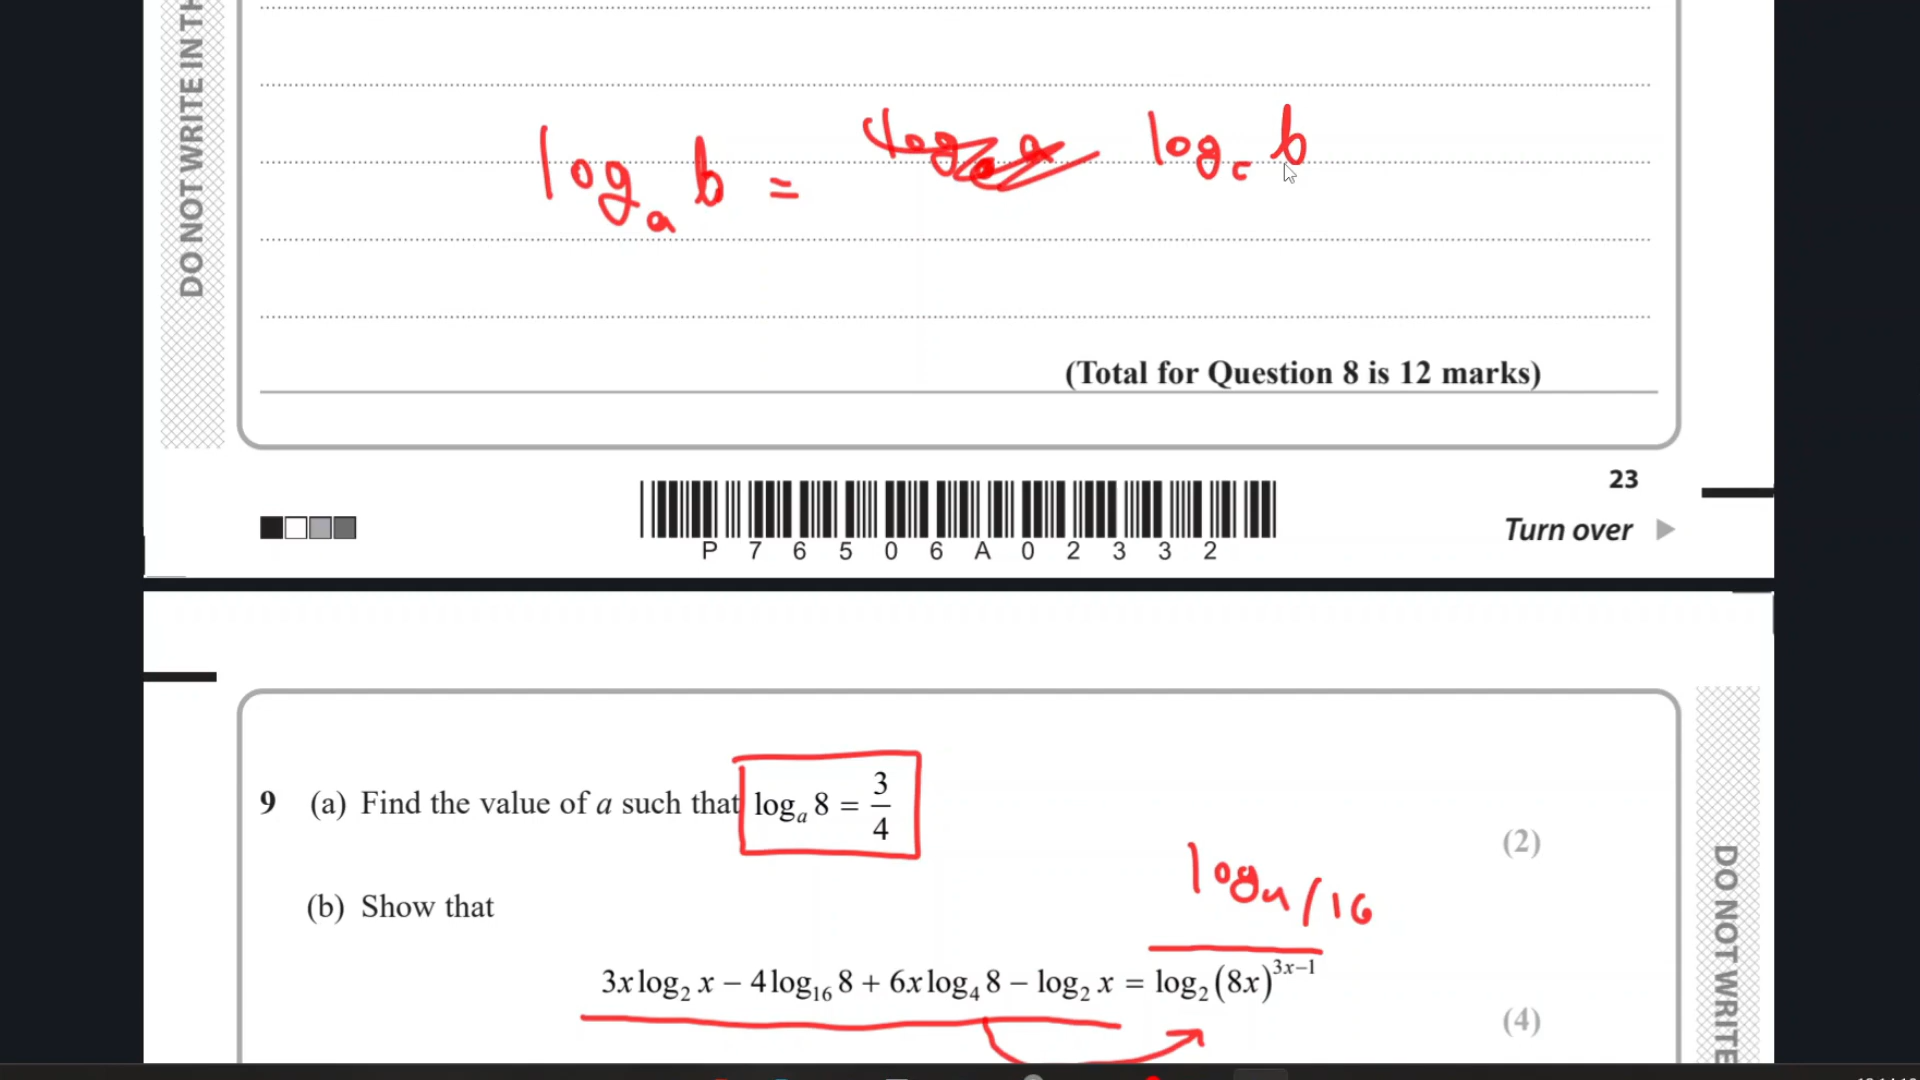 DO NOT WRITE IN TH
log_a b = log_c b
(Total for Question 8 is 12 marks)
23
Turn over
P 7 6 5 0 6 A 0 2 3 3 2
9 (a) Find the value of a such that log_a 8 = 3/4
(2)
log_4/16
(b) Show that
3x log_2 x − 4 log_16 8 + 6x log_4 8 − log_2 x = log_2 (8x)^(3x−1)
(4)
DO NOT WRITE